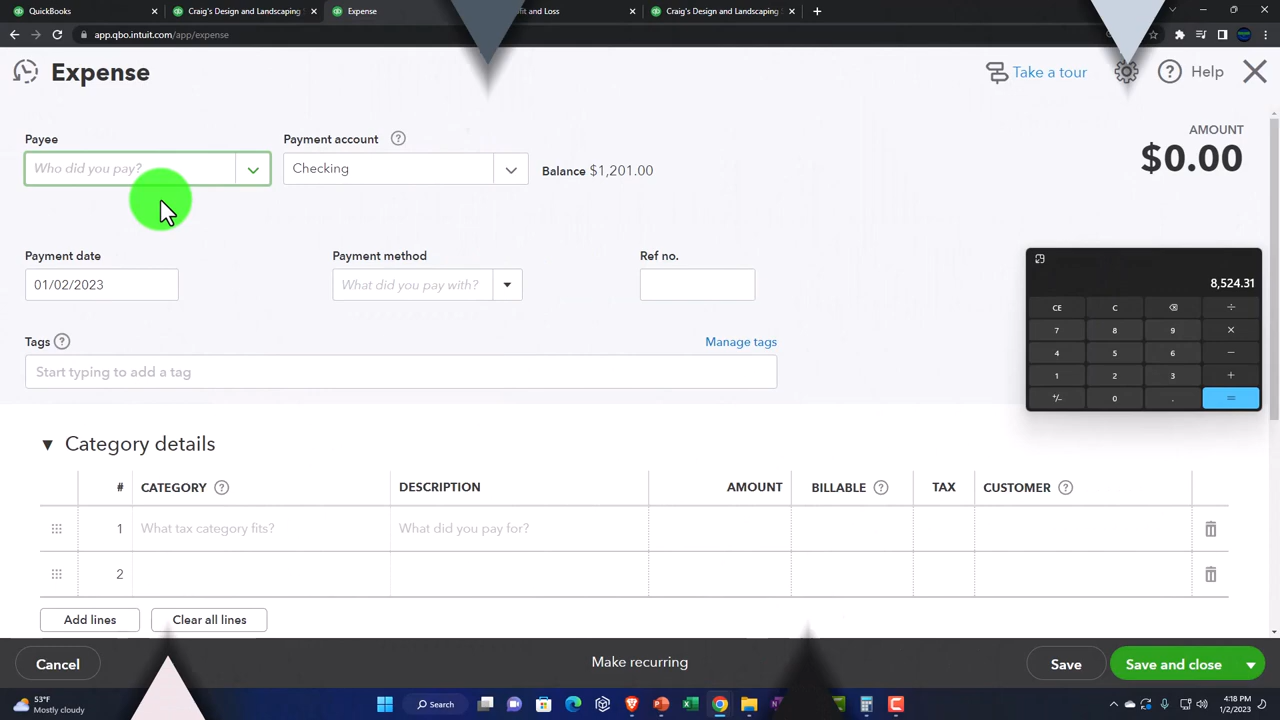 QuickBooks
Craig's Design and Landscaping
Expense
fit and Loss
Craig's Design and Landscaping
app.qbo.intuit.com/app/expense
Expense
Take a tour
Help
Payee
Payment account
AMOUNT
$0.00
Who did you pay?
Checking
Balance $1,201.00
Payment date
Payment method
Ref no.
01/02/2023
What did you pay with?
8,524.31
CE C ÷
7 8 9 ×
4 5 6 −
1 2 3 +
+/− 0 . =
Tags
Manage tags
Start typing to add a tag
Category details
# CATEGORY DESCRIPTION AMOUNT BILLABLE TAX CUSTOMER
1 What tax category fits? What did you pay for?
2
Add lines Clear all lines
Cancel
Make recurring
Save
Save and close
53°F
Mostly cloudy
Search
4:18 PM
1/2/2023